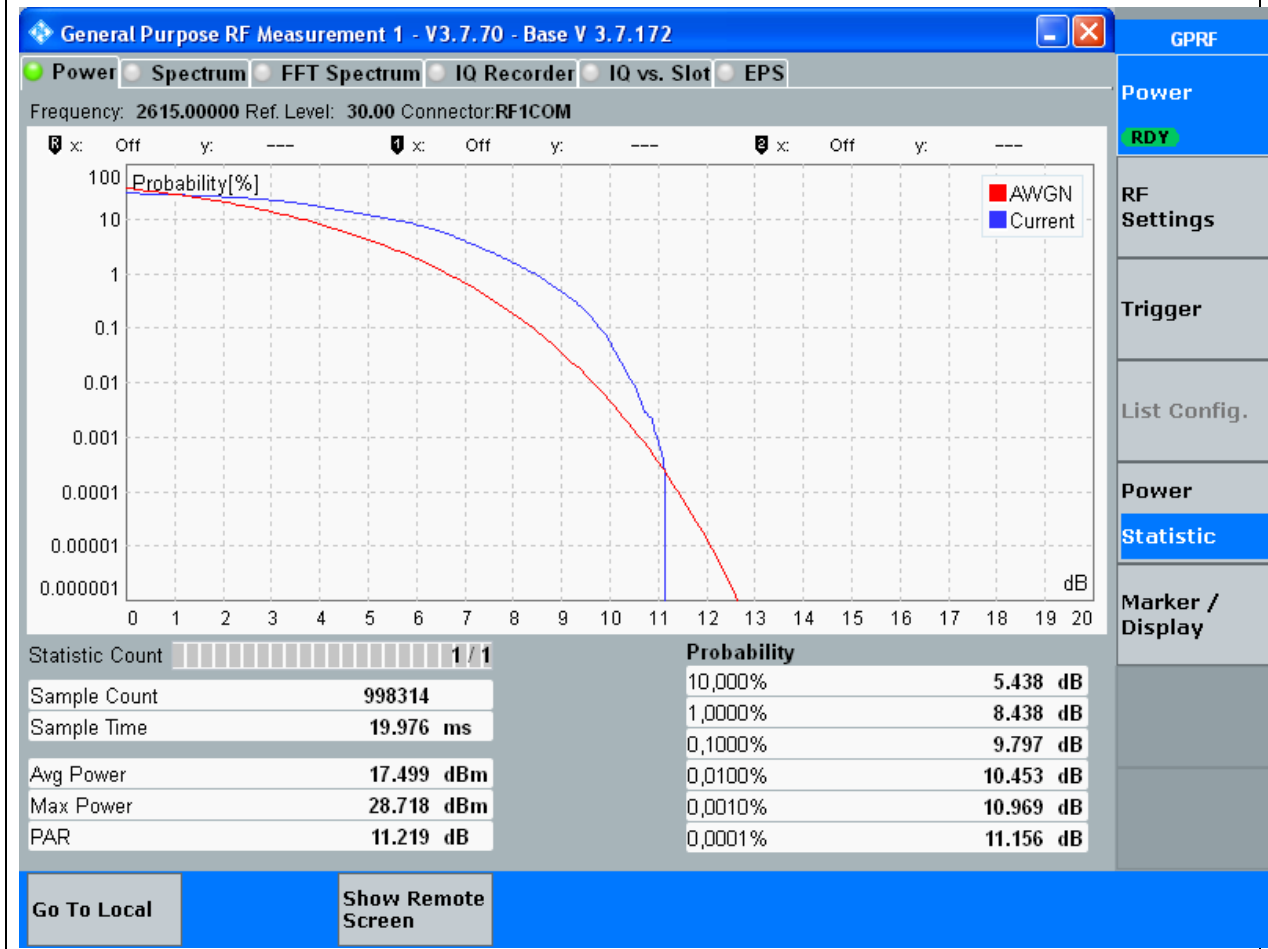 General Purpose RF Measurement 1 - V3.7.70 - Base V 3.7.172
GPRF
Power Spectrum FFT Spectrum IQ Recorder IQ vs. Slot EPS
Frequency: 2615.00000 Ref. Level: 30.00 Connector:RF1COM
R x: Off y: --- 1 x: Off y: --- 2 x: Off y: ---
Probability[%]
AWGN
Current
100
10
1
0.1
0.01
0.001
0.0001
0.00001
0.000001
dB
0 1 2 3 4 5 6 7 8 9 10 11 12 13 14 15 16 17 18 19 20
Statistic Count 1 / 1
Sample Count 998314
Sample Time 19.976 ms
Avg Power 17.499 dBm
Max Power 28.718 dBm
PAR 11.219 dB
Probability
10,000% 5.438 dB
1,0000% 8.438 dB
0,1000% 9.797 dB
0,0100% 10.453 dB
0,0010% 10.969 dB
0,0001% 11.156 dB
Power
RDY
RF
Settings
Trigger
List Config.
Power
Statistic
Marker /
Display
Go To Local
Show Remote
Screen